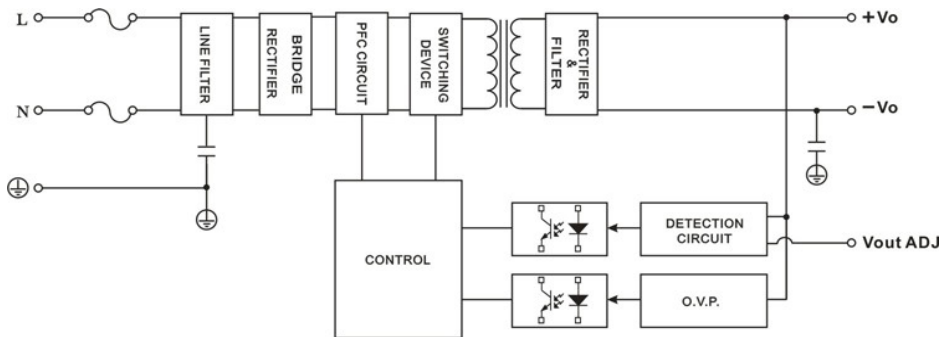 L
N
LINE FILTER
BRIDGE
RECTIFIER
PFC CIRCUIT
SWITCHING
DEVICE
RECTIFIER
&
FILTER
+Vo
−Vo
CONTROL
DETECTION
CIRCUIT
Vout ADJ
O.V.P.